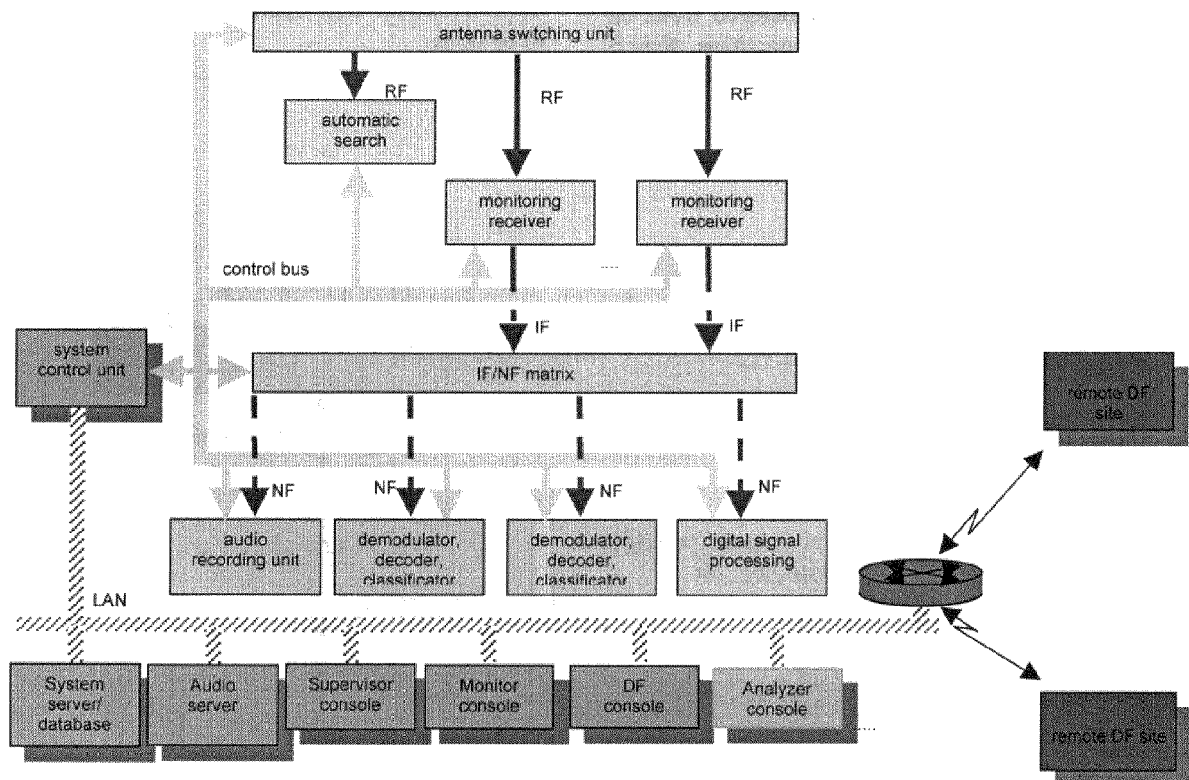 antenna switching unit
RF
RF
RF
automatic
search
monitoring
receiver
monitoring
receiver
control bus
....
IF
IF
system
control unit
IF/NF matrix
remote DF
site
NF
NF
NF
NF
audio
recording unit
demodulator,
decoder,
classificator
demodulator,
decoder,
classificator
digital signal
processing
LAN
System
server/
database
Audio
server
Supervisor
console
Monitor
console
DF
console
Analyzer
console
....
remote DF site